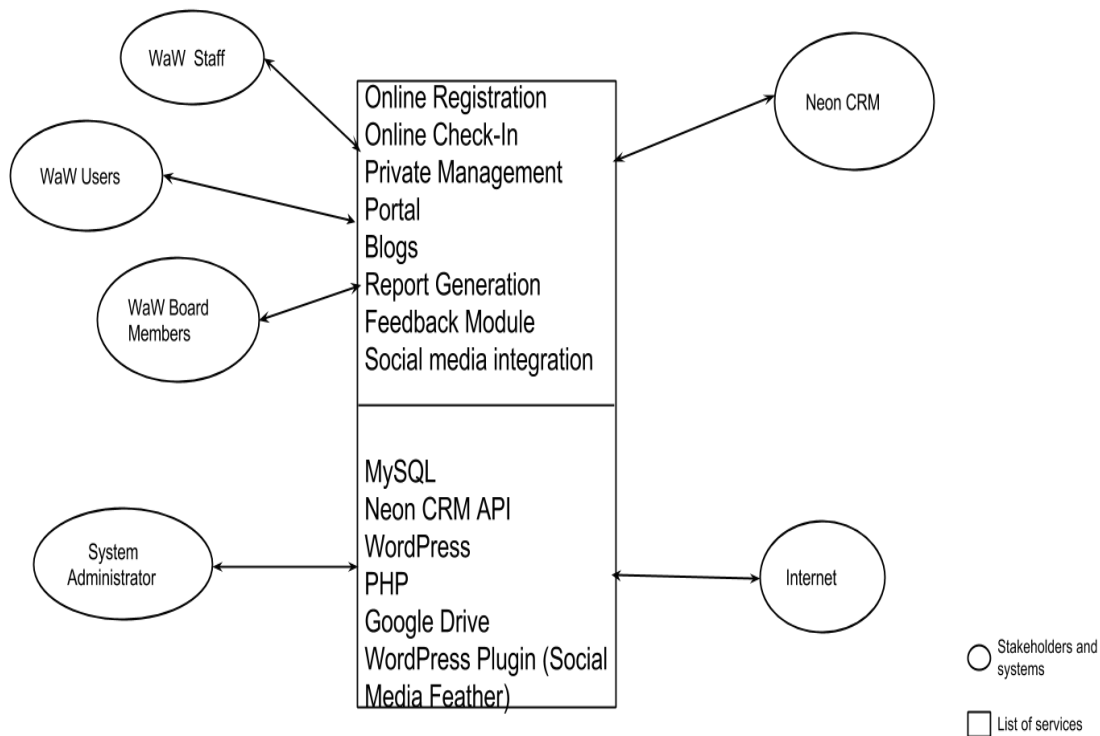 WaW Staff
WaW Users
WaW Board
Members
System
Administrator
Online Registration
Online Check-In
Private Management
Portal
Blogs
Report Generation
Feedback Module
Social media integration
MySQL
Neon CRM API
WordPress
PHP
Google Drive
WordPress Plugin (Social
Media Feather)
Neon CRM
Internet
Stakeholders and
systems
List of services